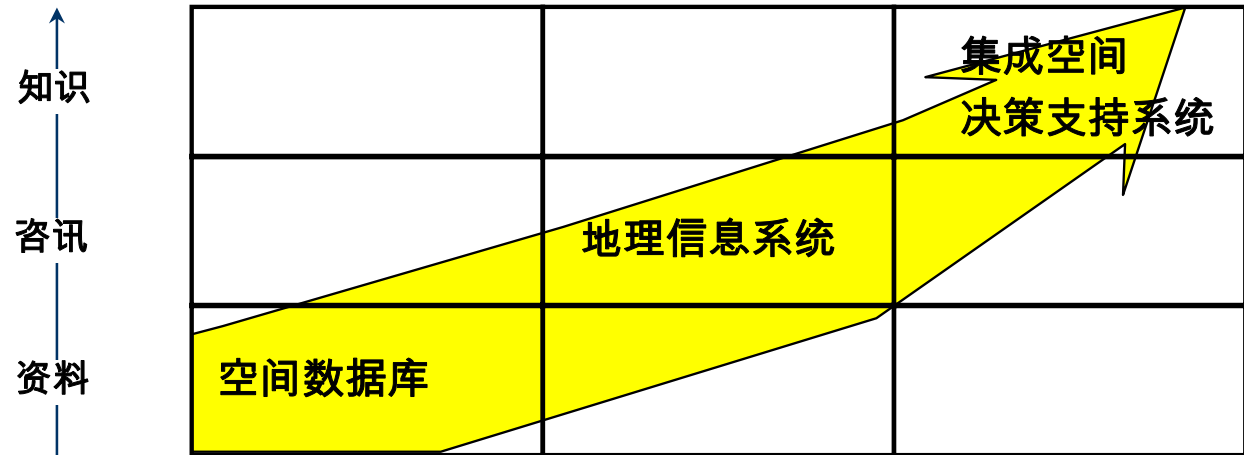 知识
集成空间
决策支持系统
咨讯
地理信息系统
资料
空间数据库